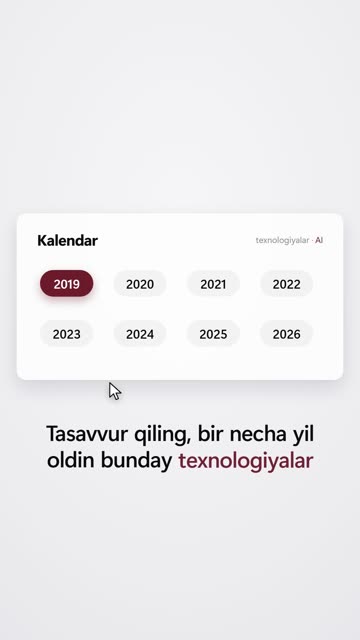 Kalendar
texnologiyalar · AI
2019 2020 2021 2022
2023 2024 2025 2026
Tasavvur qiling, bir necha yil
oldin bunday texnologiyalar